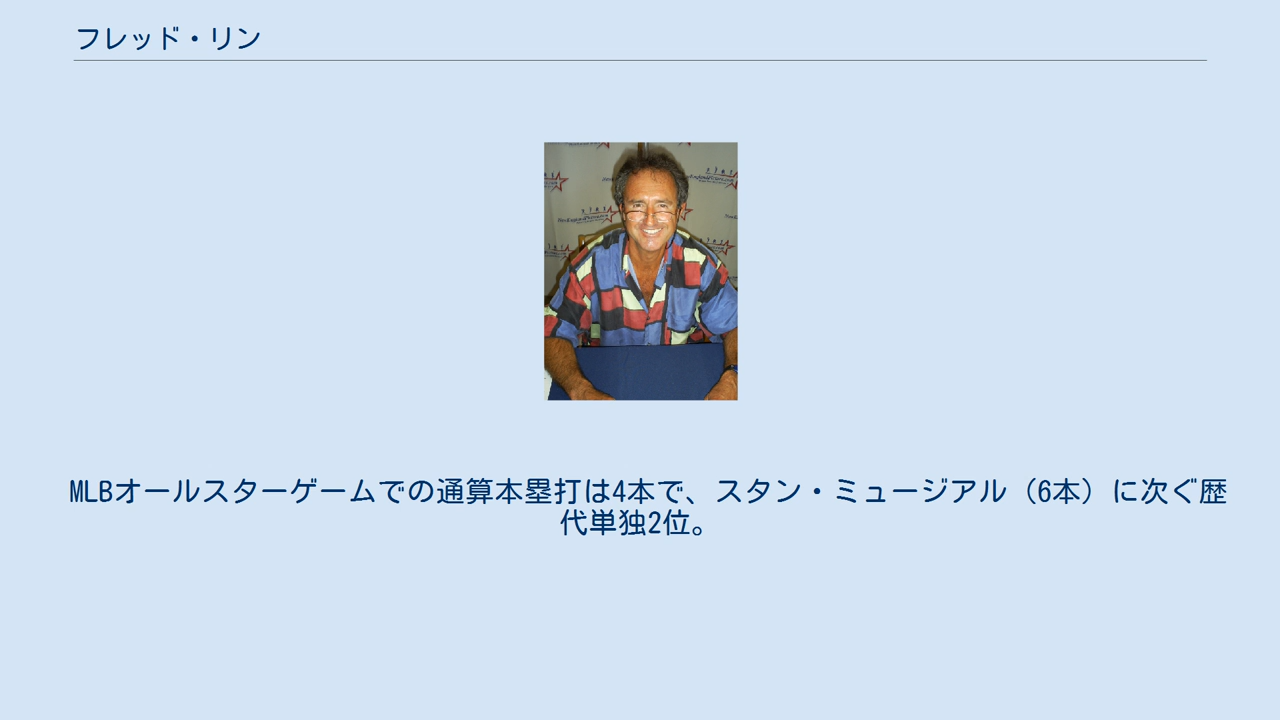 フレッド・リン
MLBオールスターゲームでの通算本塁打は4本で、スタン・ミュージアル（6本）に次ぐ歴
代単独2位。